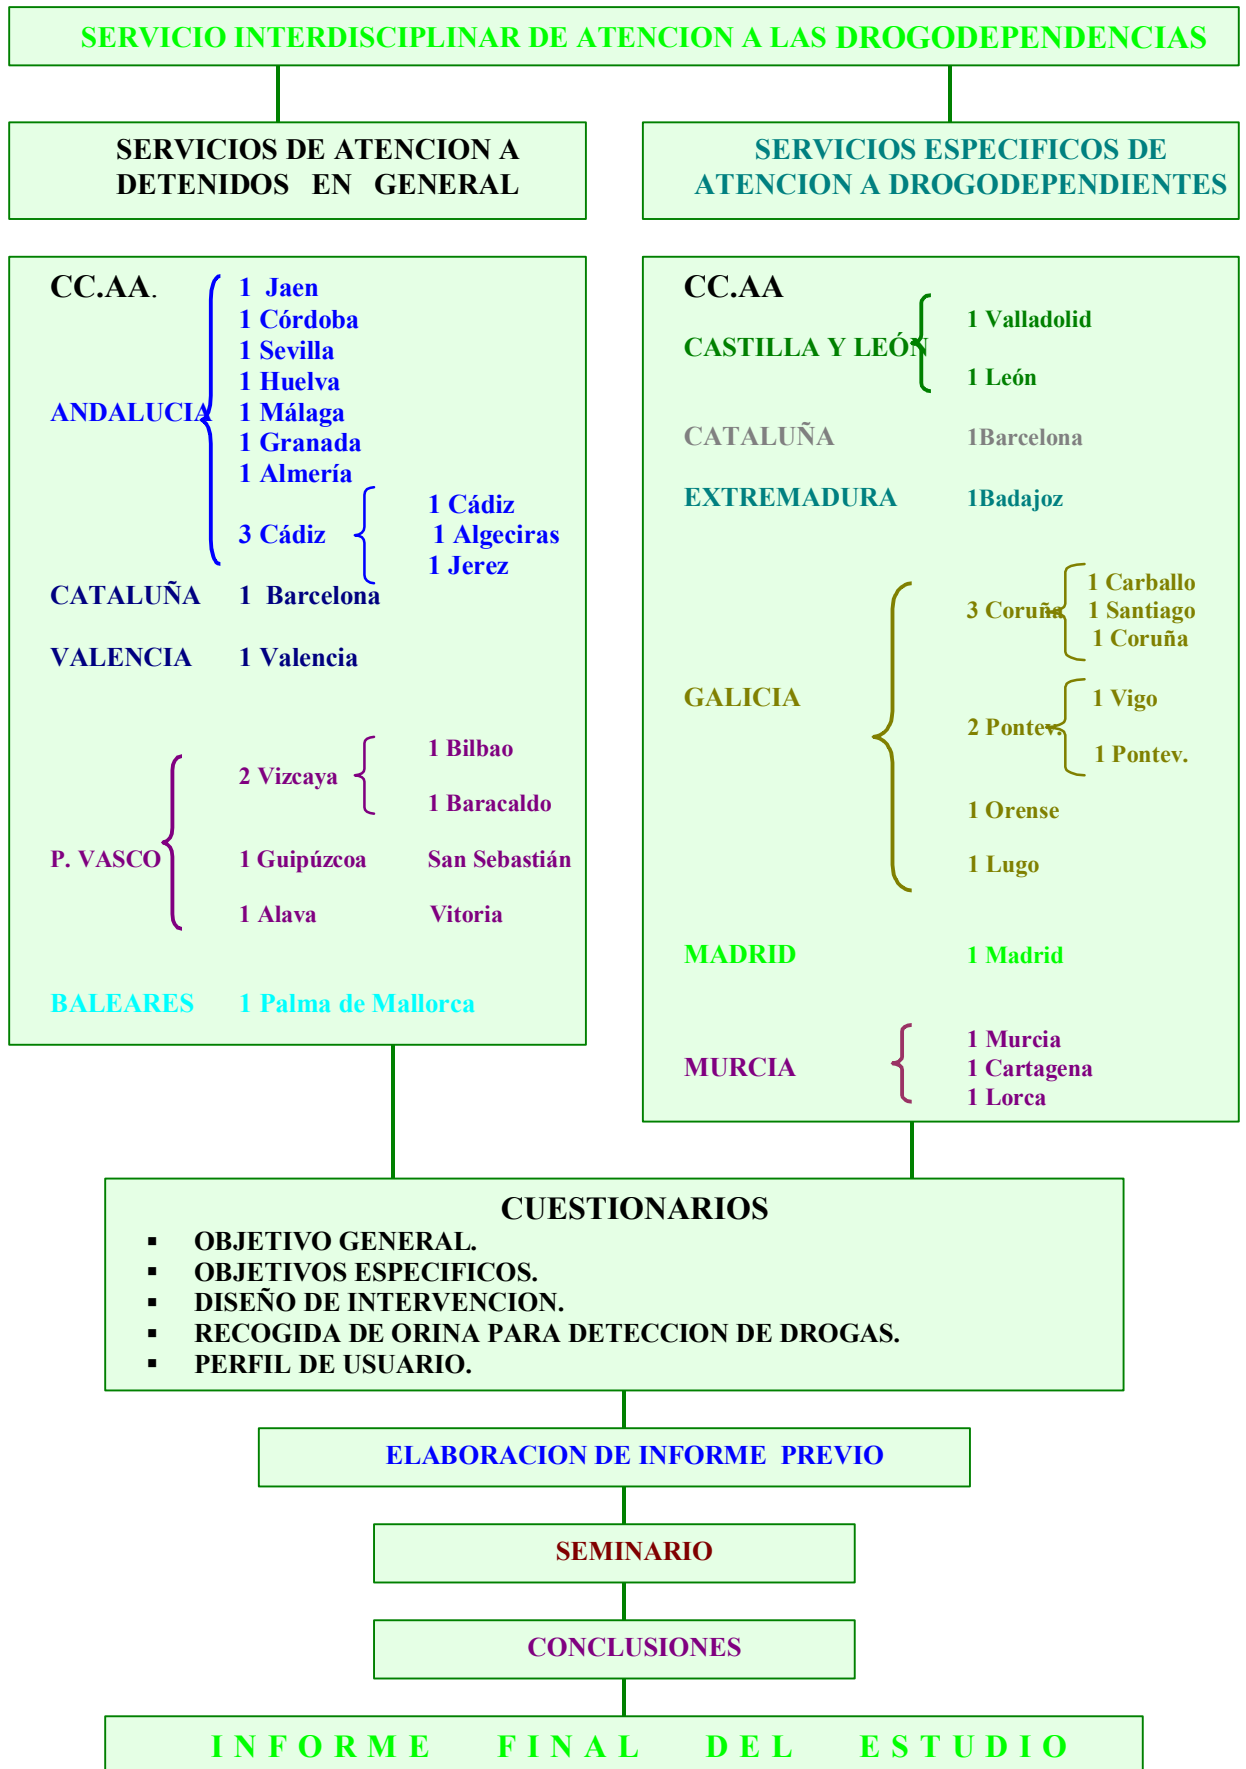 SERVICIO INTERDISCIPLINAR DE ATENCION A LAS DROGODEPENDENCIAS
SERVICIOS DE ATENCION A
DETENIDOS EN GENERAL
SERVICIOS ESPECIFICOS DE
ATENCION A DROGODEPENDIENTES
CC.AA.
1 Jaen
1 Córdoba
1 Sevilla
1 Huelva
ANDALUCIA
1 Málaga
1 Granada
1 Almería
3 Cádiz
1 Cádiz
1 Algeciras
1 Jerez
CATALUÑA 1 Barcelona
VALENCIA 1 Valencia
P. VASCO
2 Vizcaya
1 Bilbao
1 Baracaldo
1 Guipúzcoa San Sebastián
1 Alava Vitoria
BALEARES 1 Palma de Mallorca
CC.AA
CASTILLA Y LEÓN
1 Valladolid
1 León
CATALUÑA 1Barcelona
EXTREMADURA 1Badajoz
GALICIA
3 Coruña
1 Carballo
1 Santiago
1 Coruña
2 Pontev.
1 Vigo
1 Pontev.
1 Orense
1 Lugo
MADRID 1 Madrid
MURCIA
1 Murcia
1 Cartagena
1 Lorca
CUESTIONARIOS
▪ OBJETIVO GENERAL.
▪ OBJETIVOS ESPECIFICOS.
▪ DISEÑO DE INTERVENCION.
▪ RECOGIDA DE ORINA PARA DETECCION DE DROGAS.
▪ PERFIL DE USUARIO.
ELABORACION DE INFORME PREVIO
SEMINARIO
CONCLUSIONES
INFORME FINAL DEL ESTUDIO